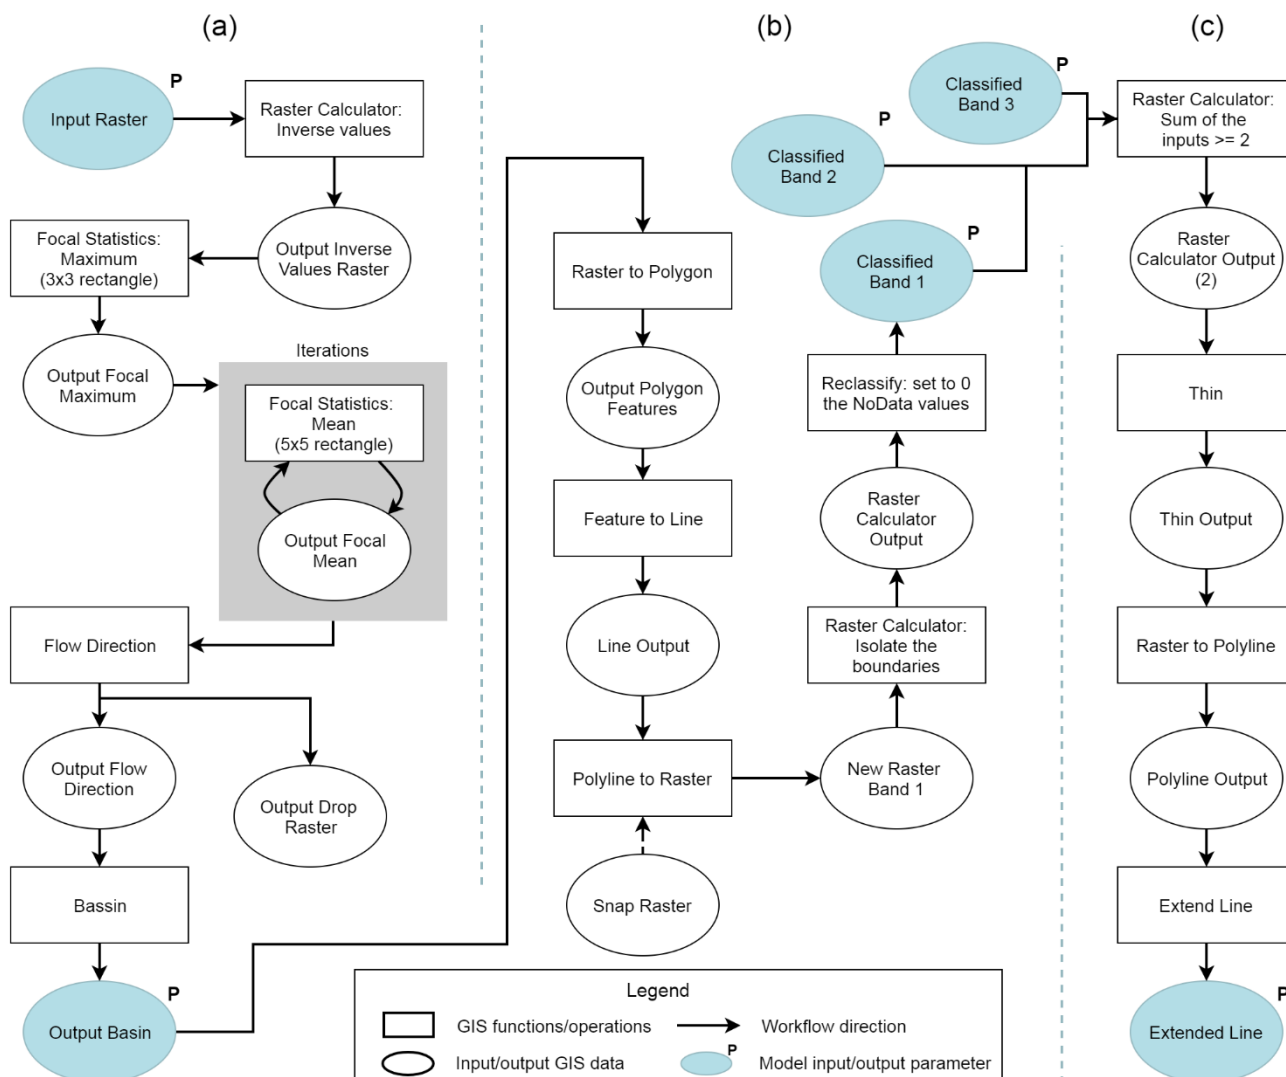 (a)
P
Input Raster
Raster Calculator:
Inverse values
Focal Statistics:
Maximum
(3x3 rectangle)
Output Inverse
Values Raster
Output Focal
Maximum
Iterations
Focal Statistics:
Mean
(5x5 rectangle)
Output Focal
Mean
Flow Direction
Output Flow
Direction
Output Drop
Raster
Bassin
P
Output Basin
(b)
Raster to Polygon
Output Polygon
Features
Feature to Line
Line Output
Polyline to Raster
Snap Raster
New Raster
Band 1
Raster Calculator:
Isolate the
boundaries
Raster
Calculator
Output
Reclassify: set to 0
the NoData values
P
Classified
Band 1
P
Classified
Band 2
P
Classified
Band 3
(c)
Raster Calculator:
Sum of the
inputs >= 2
Raster
Calculator Output
(2)
Thin
Thin Output
Raster to Polyline
Polyline Output
Extend Line
P
Extended Line
Legend
GIS functions/operations
Workflow direction
Input/output GIS data
P
Model input/output parameter